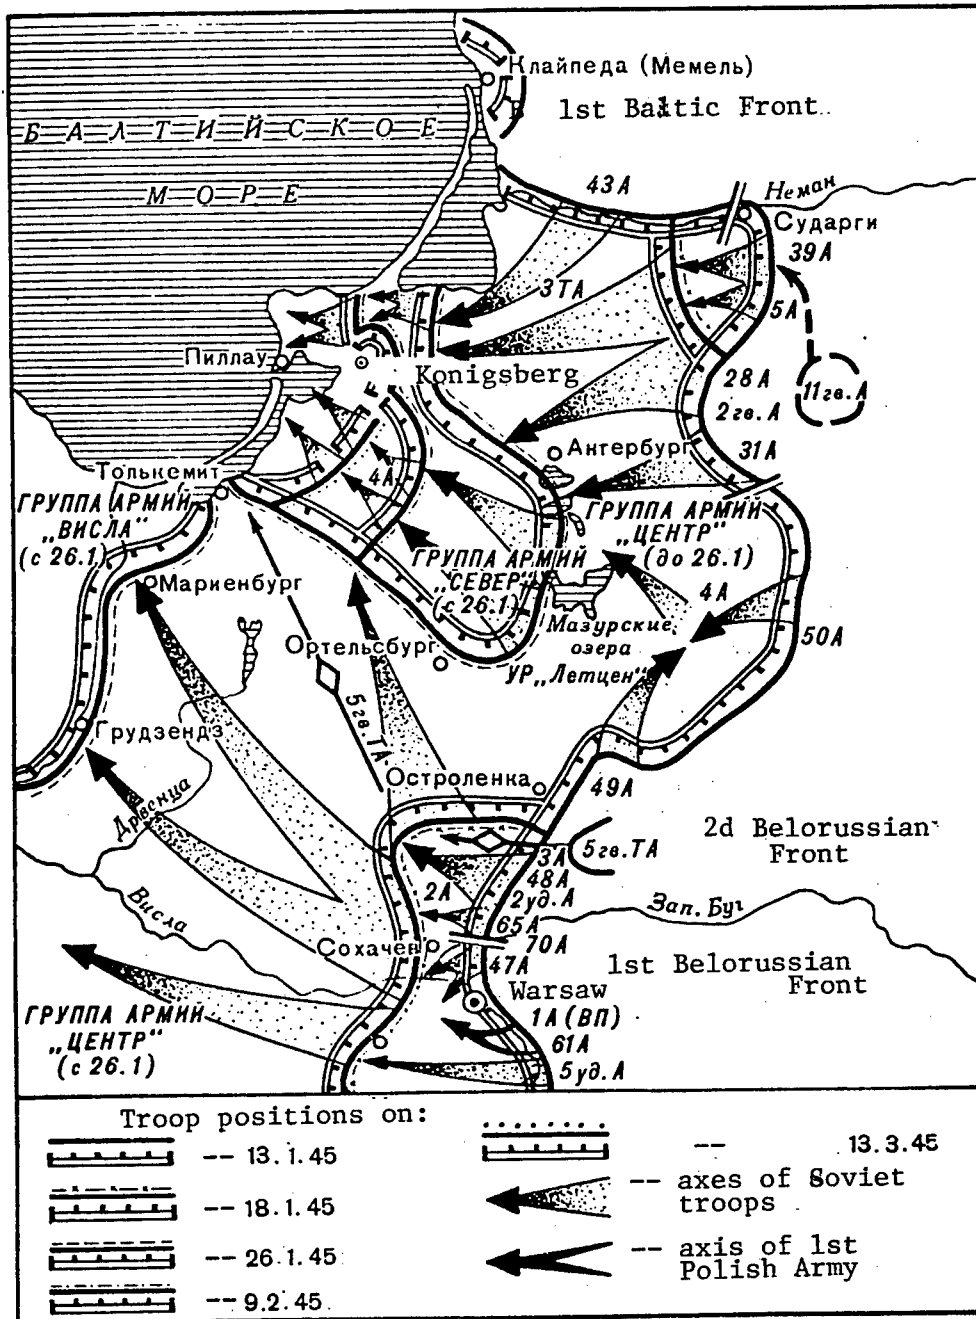 Клайпеда (Мемель)
1st Baltic Front
БАЛТИЙСКОЕ
МОРЕ
43А
Неман
Сударги
39А
3ТА
5А
Пиллау
Konigsberg
28А
11гв.А
2гв.А
31А
Антербург
Толькемит
4А
ГРУППА АРМИЙ
„ВИСЛА“
(с 26.1)
ГРУППА АРМИЙ
„ЦЕНТР“
(до 26.1)
ГРУППА АРМИЙ
„СЕВЕР“
(с 26.1)
Мариенбург
4А
50А
Мазурские
озера
УР„Летцен“
Ортельсбург
5гв.ТА
Грудзендз
Остроленка
49А
Дрвенца
2d Belorussian
Front
5гв.ТА
3А
48А
2уд.А
2А
65А
70А
Зап. Буг
Висла
Сохачев
47А
1st Belorussian
Front
Warsaw
1А(ВП)
61А
5уд.А
ГРУППА АРМИЙ
„ЦЕНТР“
(с 26.1)
Troop positions on:
-- 13.1.45
-- 18.1.45
-- 26.1.45
-- 9.2.45
-- 13.3.45
-- axes of Soviet
troops
-- axis of 1st
Polish Army